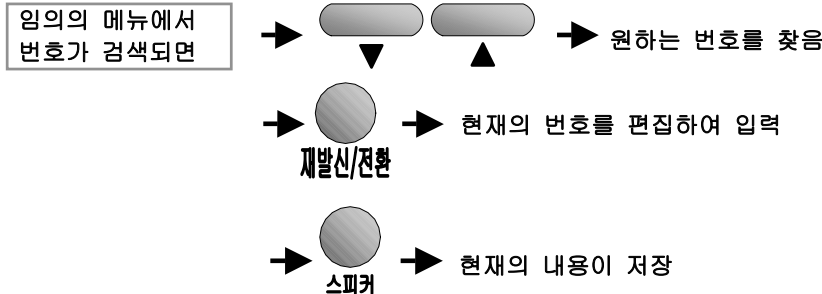 임의의 메뉴에서
번호가 검색되면
원하는 번호를 찾음
현재의 번호를 편집하여 입력
재발신/전환
현재의 내용이 저장
스피커